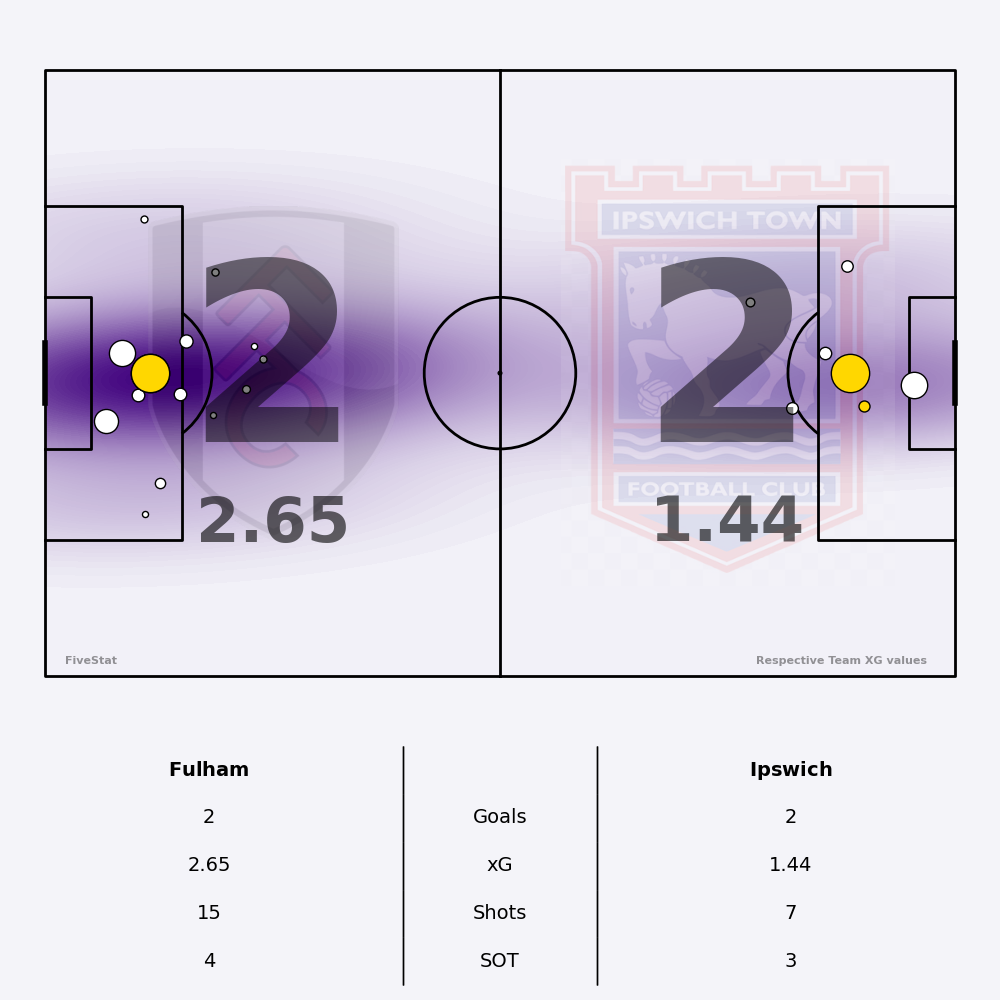 IPSWICH TOWN
2
2
FOOTBALL CLUB
2.65
1.44
FiveStat
Respective Team XG values
Fulham Ipswich
2 Goals 2
2.65 xG 1.44
15 Shots 7
4 SOT 3